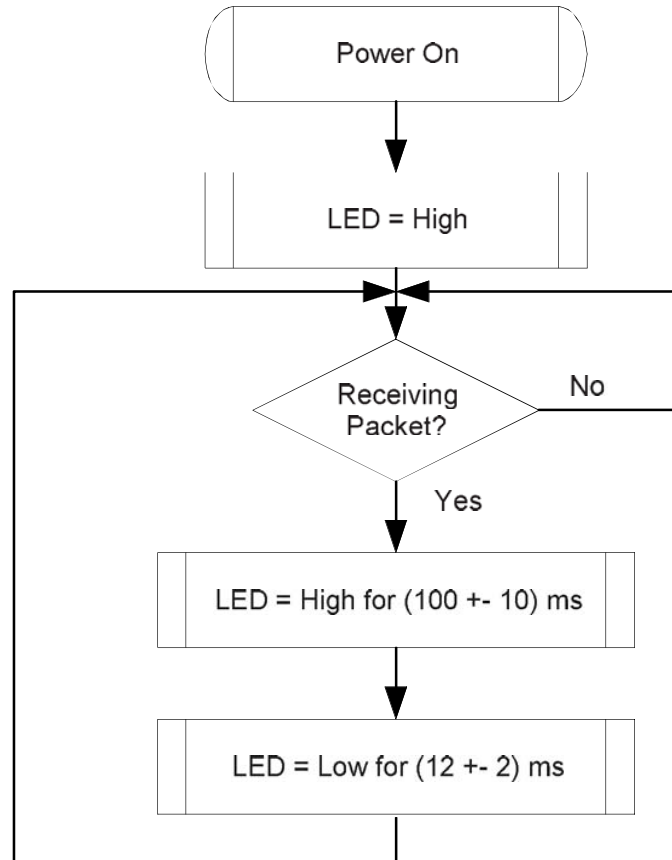 Power On
LED = High
Receiving
Packet?
No
Yes
LED = High for (100 +- 10) ms
LED = Low for (12 +- 2) ms